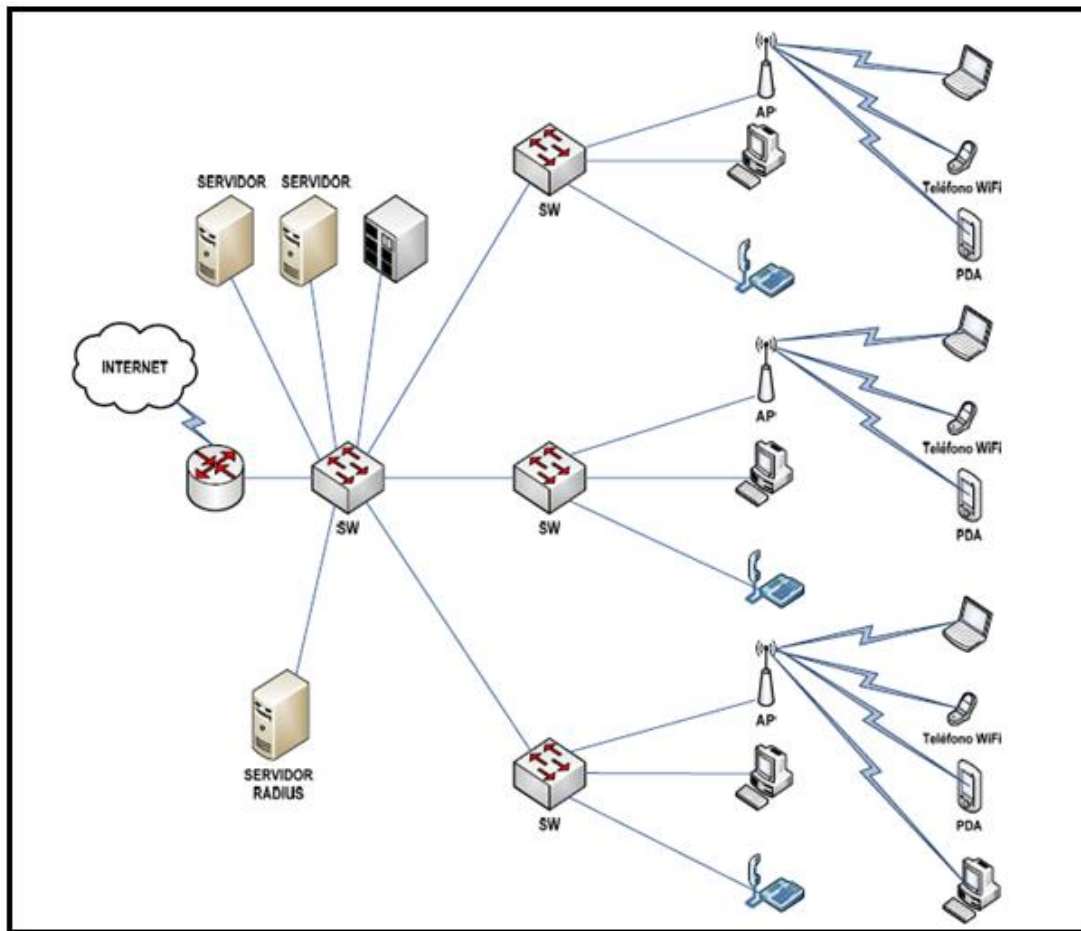 AP
SERVIDOR SERVIDOR
SW
Teléfono WiFi
PDA
INTERNET
AP
Teléfono WiFi
SW
SW
PDA
AP
Teléfono WiFi
SERVIDOR
RADIUS
SW
PDA